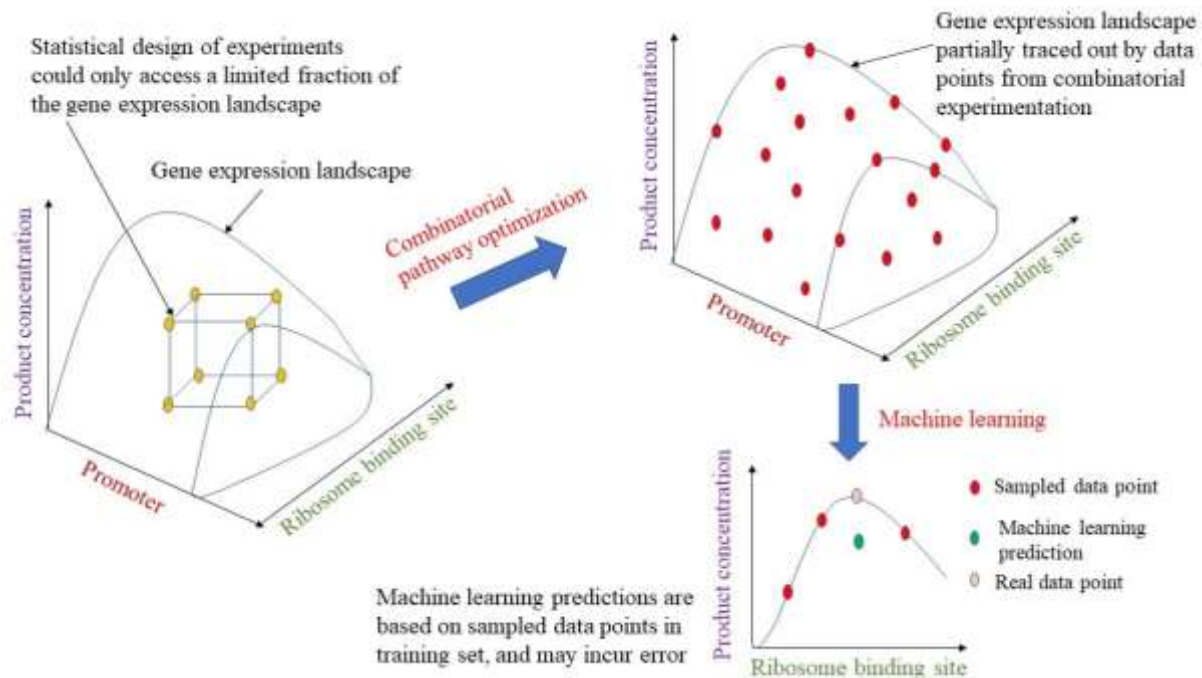 Statistical design of experiments
could only access a limited fraction of
the gene expression landscape
Gene expression landscape
Product concentration
Promoter
Ribosome binding site
Combinatorial
pathway optimization
Gene expression landscape
partially traced out by data
points from combinatorial
experimentation
Product concentration
Promoter
Ribosome binding site
Machine learning
Product concentration
Ribosome binding site
Sampled data point
Machine learning
prediction
Real data point
Machine learning predictions are
based on sampled data points in
training set, and may incur error